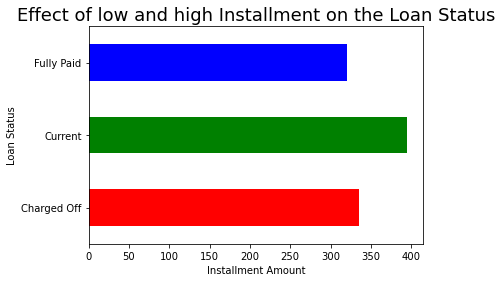 Effect of low and high Installment on the Loan Status
Loan Status
Fully Paid
Current
Charged Off
0 50 100 150 200 250 300 350 400
Installment Amount